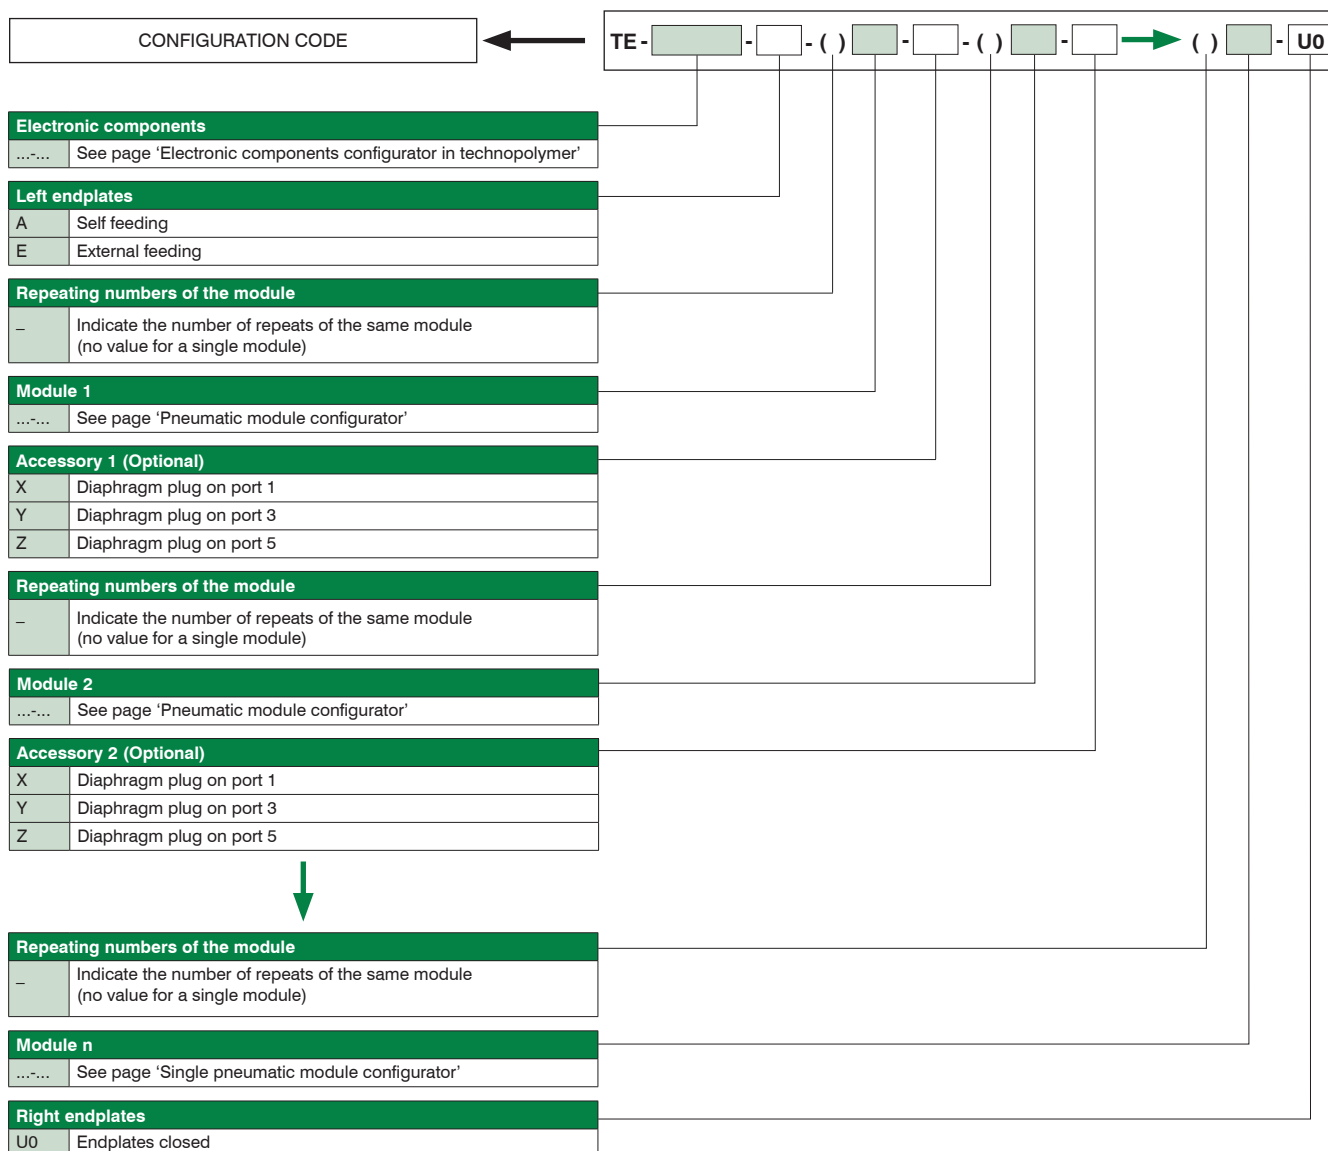 CONFIGURATION CODE
TE - - - ( ) - - ( ) - ( ) - U0
Electronic components
...-... See page ‘Electronic components configurator in technopolymer’
Left endplates
A Self feeding
E External feeding
Repeating numbers of the module
– Indicate the number of repeats of the same module
(no value for a single module)
Module 1
...-... See page ‘Pneumatic module configurator’
Accessory 1 (Optional)
X Diaphragm plug on port 1
Y Diaphragm plug on port 3
Z Diaphragm plug on port 5
Repeating numbers of the module
– Indicate the number of repeats of the same module
(no value for a single module)
Module 2
...-... See page ‘Pneumatic module configurator’
Accessory 2 (Optional)
X Diaphragm plug on port 1
Y Diaphragm plug on port 3
Z Diaphragm plug on port 5
Repeating numbers of the module
– Indicate the number of repeats of the same module
(no value for a single module)
Module n
...-... See page ‘Single pneumatic module configurator’
Right endplates
U0 Endplates closed